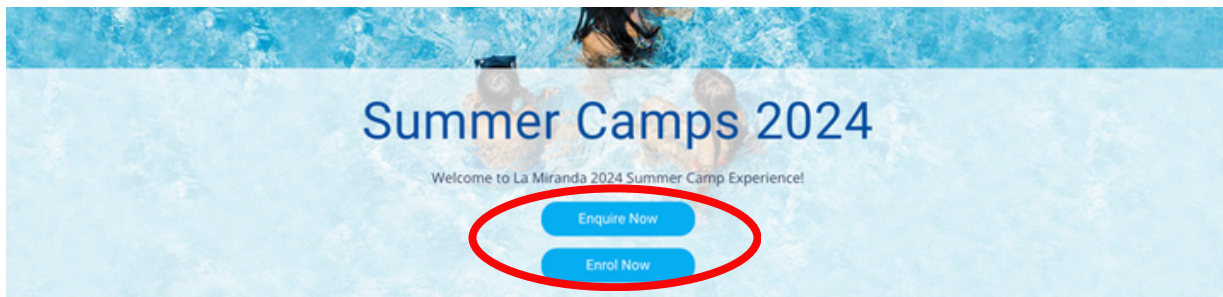 Summer Camps 2024
Welcome to La Miranda 2024 Summer Camp Experience!
Enquire Now
Enrol Now